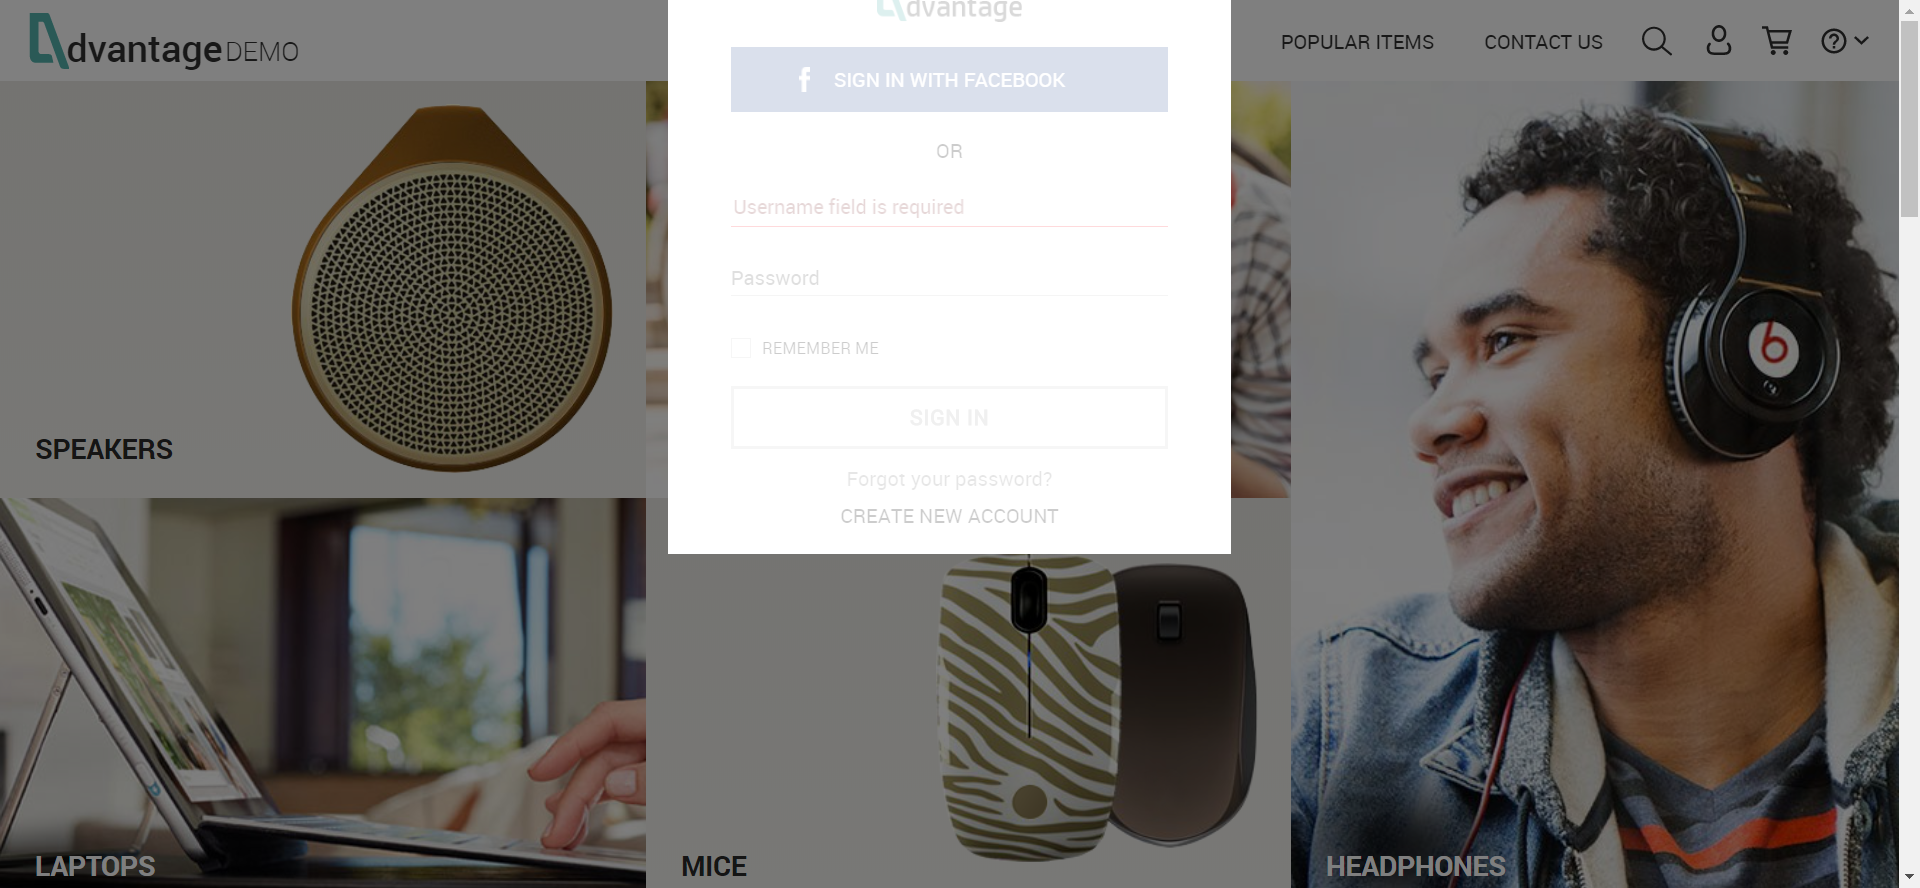 dvantage DEMO
dvantage
POPULAR ITEMS
CONTACT US
SIGN IN WITH FACEBOOK
OR
Username field is required
Password
REMEMBER ME
SIGN IN
Forgot your password?
CREATE NEW ACCOUNT
SPEAKERS
LAPTOPS
MICE
HEADPHONES